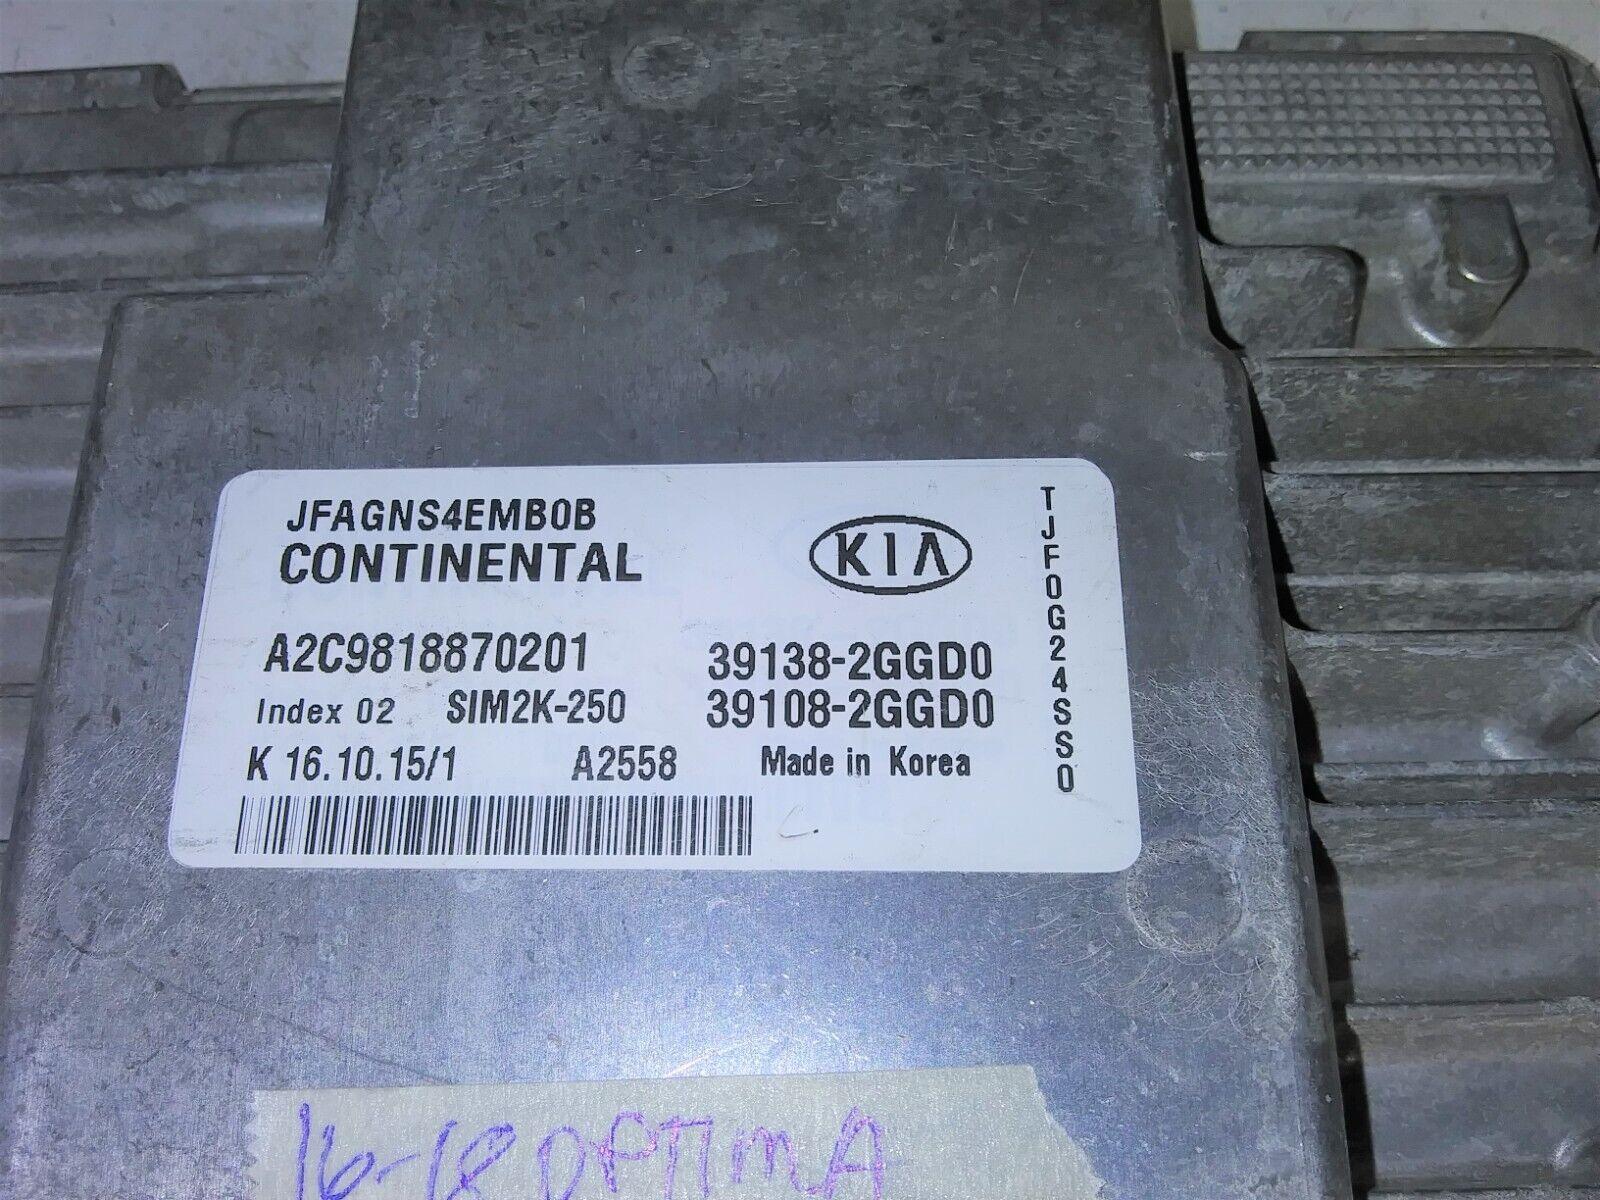 JFAGNS4EMB0B
CONTINENTAL
KIA
A2C9818870201
39138-2GGD0
Index 02 SIM2K-250
39108-2GGD0
K 16.10.15/1 A2558 Made in Korea
TJF0G24SS0
16-18 OPTIMA